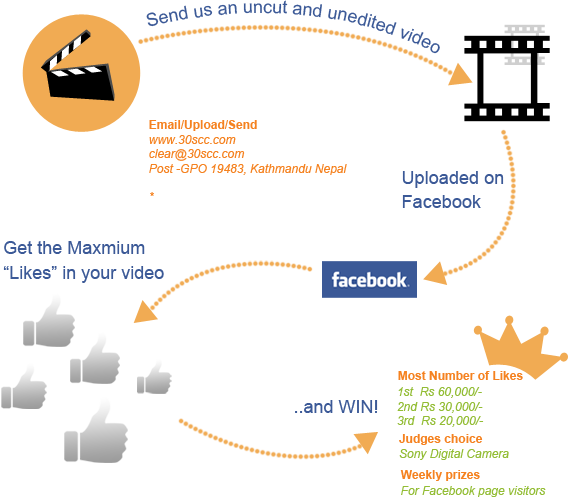 Send us an uncut and unedited video
Email/Upload/Send
www.30scc.com
clear@30scc.com
Post -GPO 19483, Kathmandu Nepal
.
Uploaded on
Facebook
facebook.
Get the Maxmium
“Likes” in your video
..and WIN!
Most Number of Likes
1st Rs 60,000/-
2nd Rs 30,000/-
3rd Rs 20,000/-
Judges choice
Sony Digital Camera
Weekly prizes
For Facebook page visitors